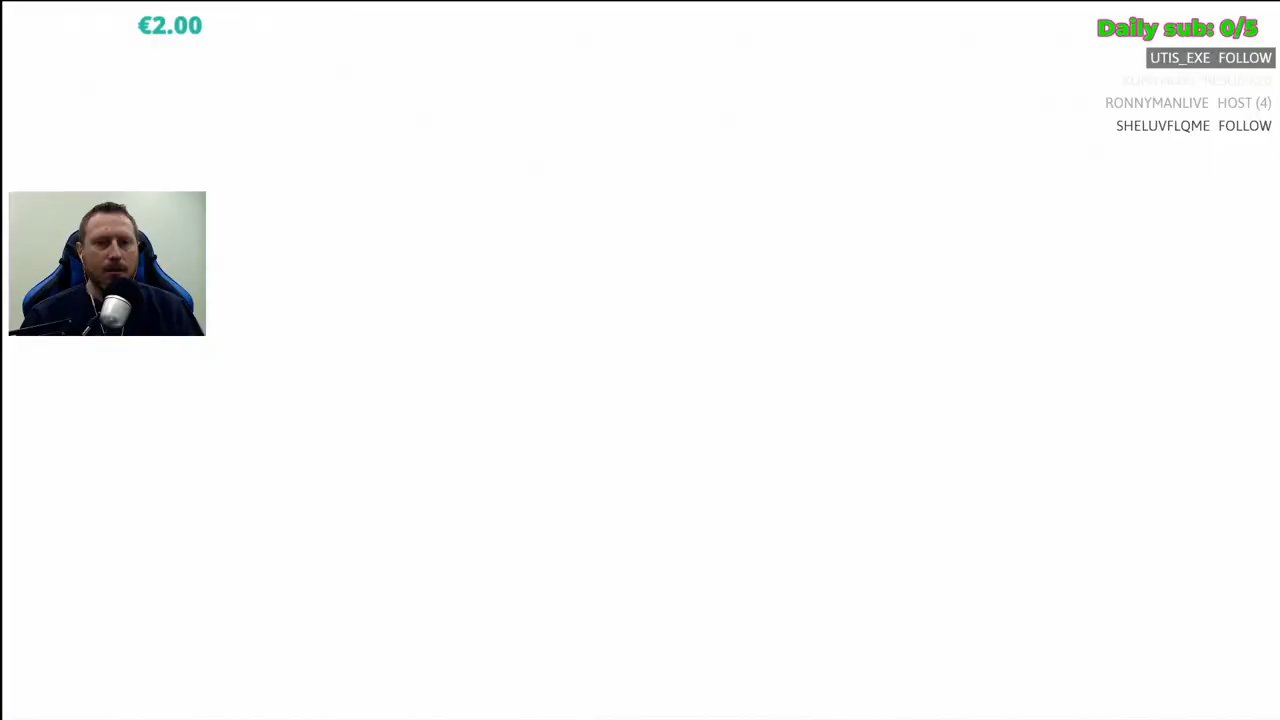 €2.00
Daily sub: 0/5
UTIS_EXE FOLLOW
RONNYMANLIVE HOST (4)
SHELUVFLQME FOLLOW